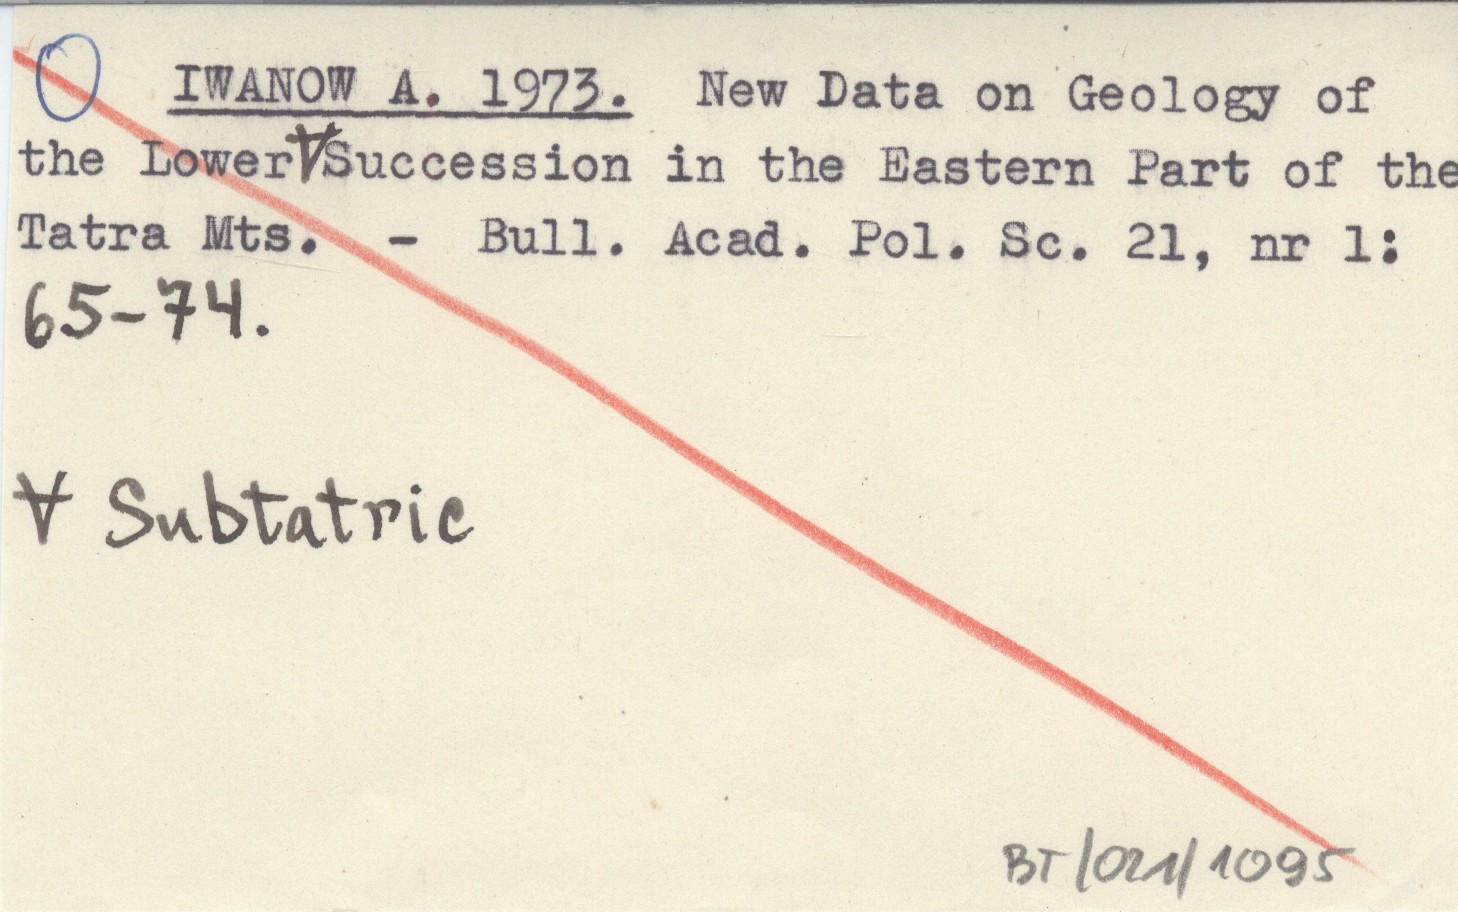 IWANOW A. 1973. New Data on Geology of
the Lower∀Succession in the Eastern Part of the
Tatra Mts. - Bull. Acad. Pol. Sc. 21, nr 1:
65-74.
∀ Subtatric
BT/021/1095